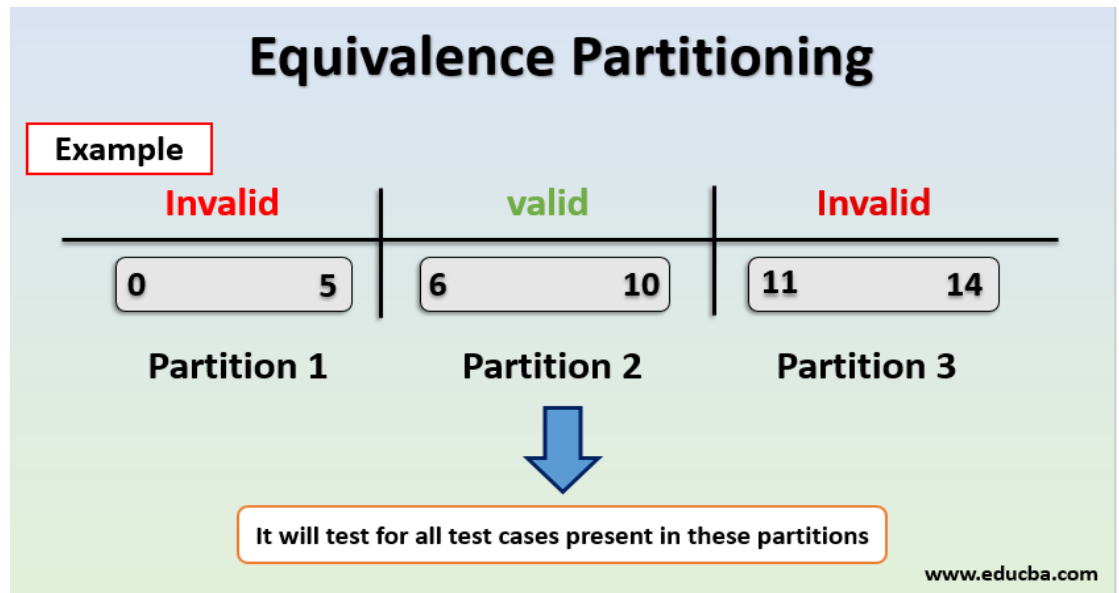 Equivalence Partitioning
Example
Invalid valid Invalid
0 5 6 10 11 14
Partition 1 Partition 2 Partition 3
It will test for all test cases present in these partitions
www.educba.com